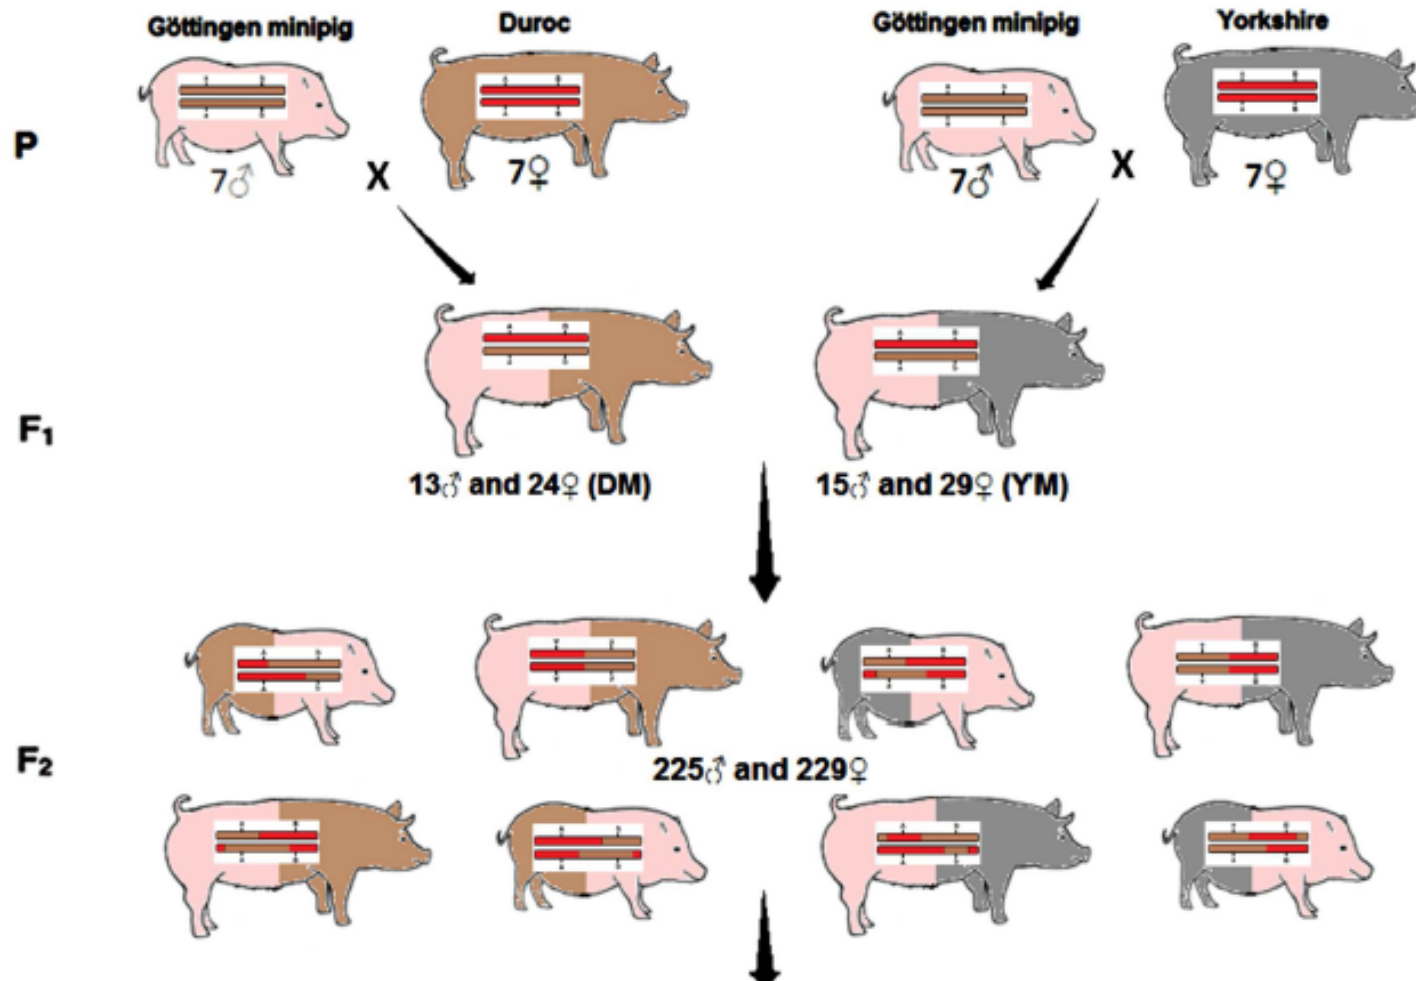 Göttingen minipig
Duroc
Göttingen minipig
Yorkshire
P
7♂
X
7♀
7♂
X
7♀
F₁
13♂ and 24♀ (DM)
15♂ and 29♀ (YM)
F₂
225♂ and 229♀